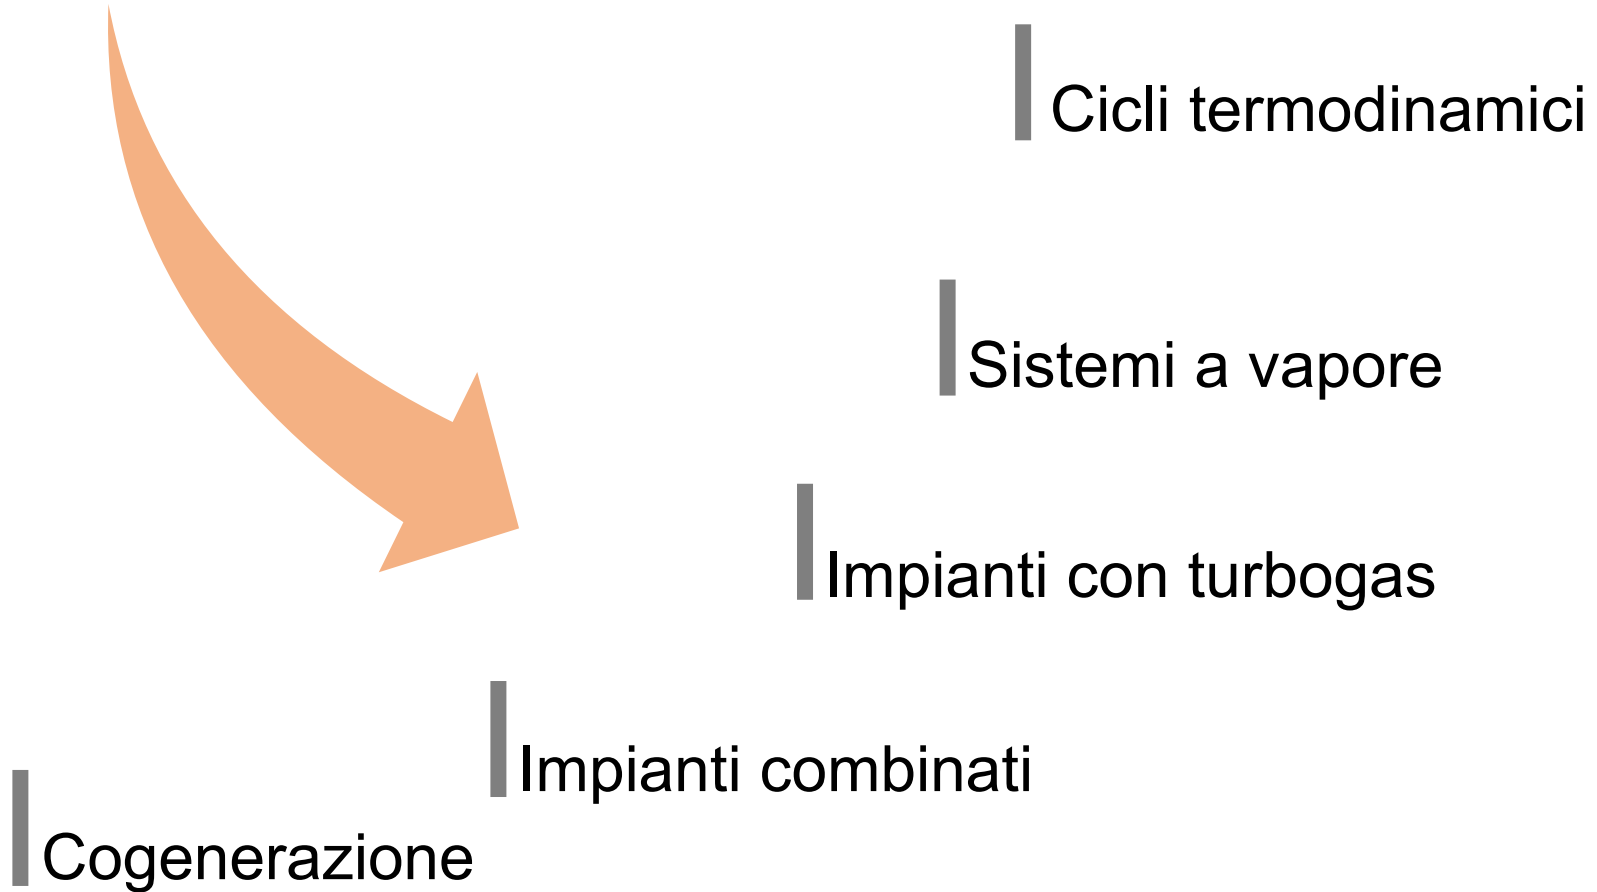 Cicli termodinamici
Sistemi a vapore
Impianti con turbogas
Impianti combinati
Cogenerazione